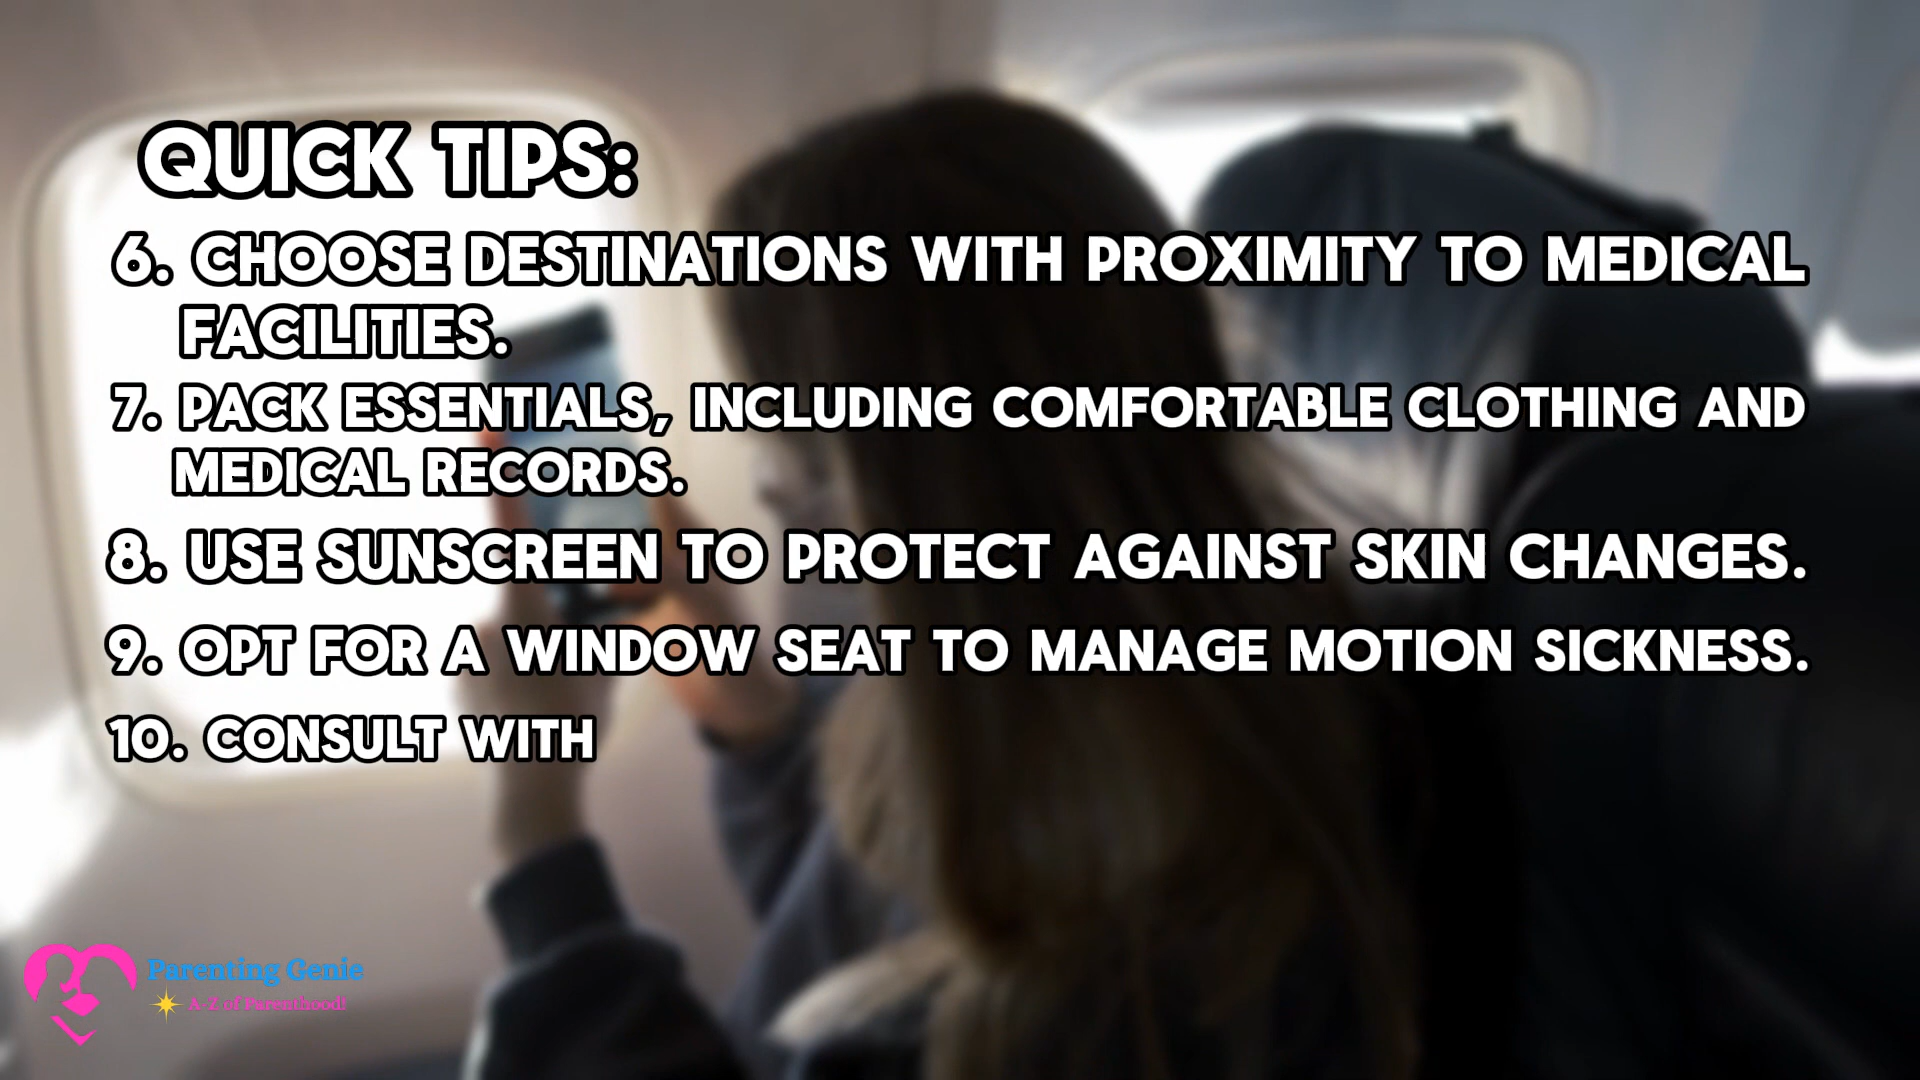 QUICK TIPS:
6. CHOOSE DESTINATIONS WITH PROXIMITY TO MEDICAL
FACILITIES.
7. PACK ESSENTIALS, INCLUDING COMFORTABLE CLOTHING AND
MEDICAL RECORDS.
8. USE SUNSCREEN TO PROTECT AGAINST SKIN CHANGES.
9. OPT FOR A WINDOW SEAT TO MANAGE MOTION SICKNESS.
10. CONSULT WITH
Parenting Genie
A-Z of Parenthood!